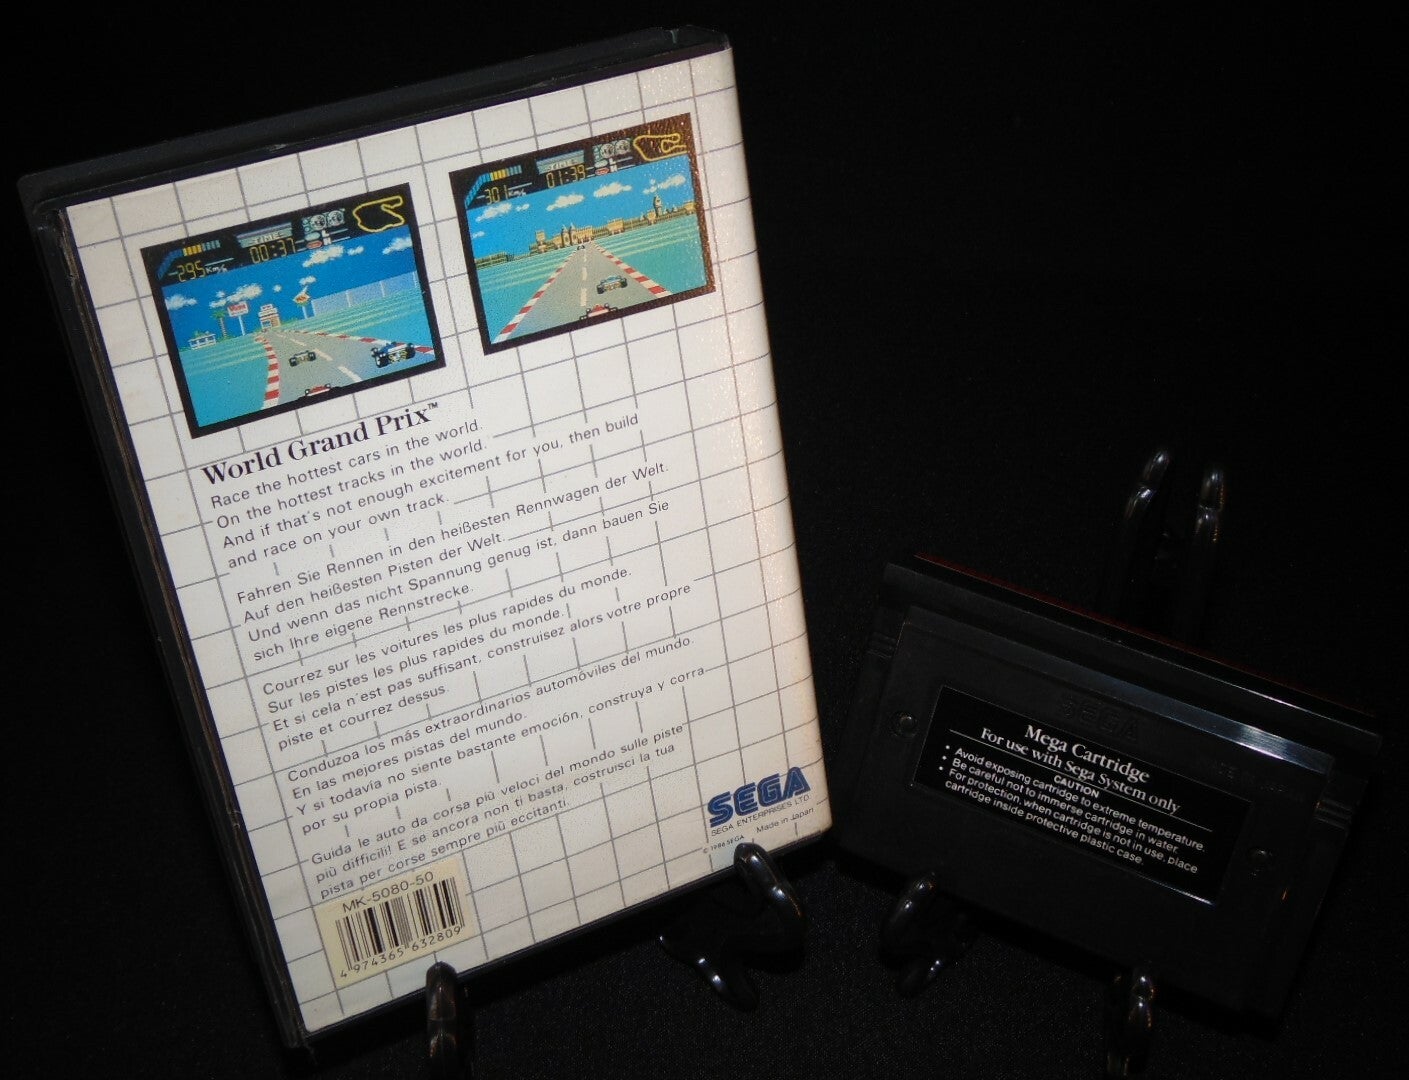 295 Km/s
TIME
00:37
301 Km/s
TIME
01:39
World Grand Prix™
Race the hottest cars in the world.
On the hottest tracks in the world.
And if that's not enough excitement for you, then build
and race on your own track.
Fahren Sie Rennen in den heißesten Rennwagen der Welt.
Auf den heißesten Pisten der Welt.
Und wenn das nicht Spannung genug ist, dann bauen Sie
sich Ihre eigene Rennstrecke.
Courrez sur les voitures les plus rapides du monde.
Sur les pistes les plus rapides du monde.
Et si cela n'est pas suffisant, construisez alors votre propre
piste et courrez dessus.
Conduzoa los más extraordinarios automóviles del mundo.
En las mejores pistas del mundo.
Y si todavía no siente bastante emoción, construya y corra
por su propia pista.
Guida le auto da corsa più veloci del mondo sulle piste
più difficili! E se ancora non ti basta, costruisci la tua
pista per corse sempre più eccitanti.
MK-5080-50
4 974365 632809
SEGA
SEGA ENTERPRISES LTD.
© 1986 SEGA Made in Japan
SEGA
Mega Cartridge
For use with Sega System only
CAUTION
• Avoid exposing cartridge to extreme temperature.
• Be careful not to immerse cartridge in water.
• For protection, when cartridge is not in use, place
cartridge inside protective plastic case.